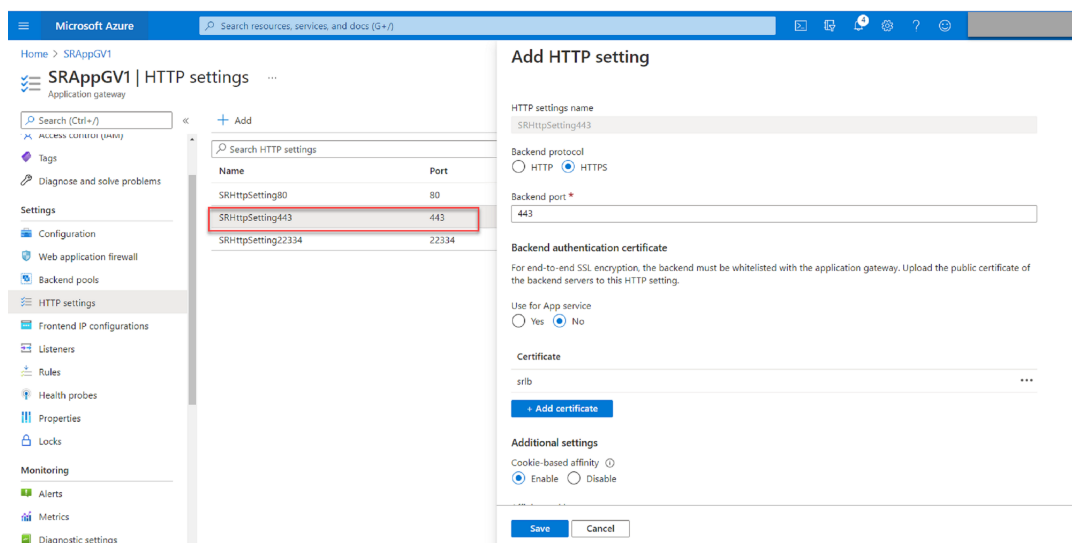 Microsoft Azure
Search resources, services, and docs (G+/)
4
Home > SRAppGV1
SRAppGV1 | HTTP settings ...
Application gateway
Search (Ctrl+/)
«
Access control (IAM)
Tags
Diagnose and solve problems
Settings
Configuration
Web application firewall
Backend pools
HTTP settings
Frontend IP configurations
Listeners
Rules
Health probes
Properties
Locks
Monitoring
Alerts
Metrics
Diagnostic settings
+ Add
Search HTTP settings
Name Port
SRHttpSetting80 80
SRHttpSetting443 443
SRHttpSetting22334 22334
Add HTTP setting
HTTP settings name
SRHttpSetting443
Backend protocol
HTTP HTTPS
Backend port *
443
Backend authentication certificate
For end-to-end SSL encryption, the backend must be whitelisted with the application gateway. Upload the public certificate of
the backend servers to this HTTP setting.
Use for App service
Yes No
Certificate
srlb ...
+ Add certificate
Additional settings
Cookie-based affinity
Enable Disable
Save Cancel